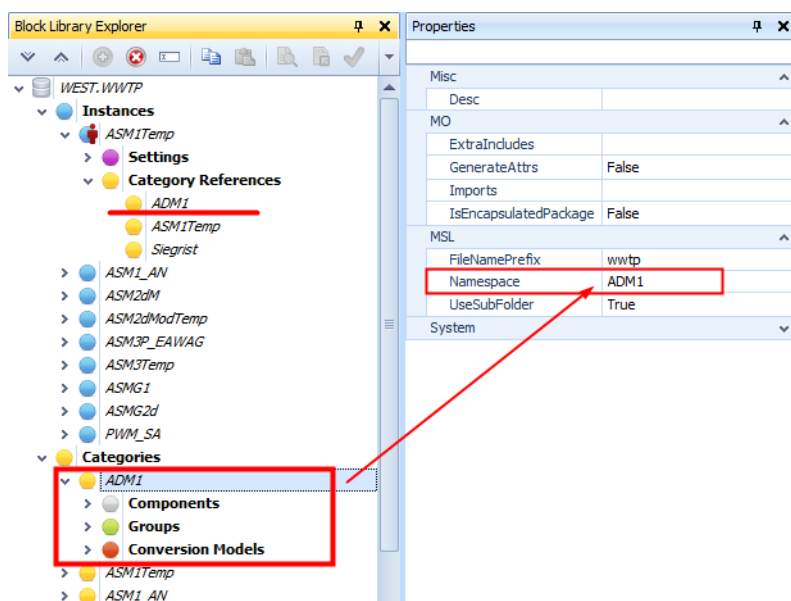 Block Library Explorer
WEST.WWTP
Instances
ASM1Temp
Settings
Category References
ADM1
ASM1Temp
Siegrist
ASM1_AN
ASM2dM
ASM2dModTemp
ASM3P_EAWAG
ASM3Temp
ASMG1
ASMG2d
PWM_SA
Categories
ADM1
Components
Groups
Conversion Models
ASM1Temp
ASM1_AN
Properties
Misc
Desc
MO
ExtraIncludes
GenerateAttrs False
Imports
IsEncapsulatedPackage False
MSL
FileNamePrefix wwtp
Namespace ADM1
UseSubFolder True
System